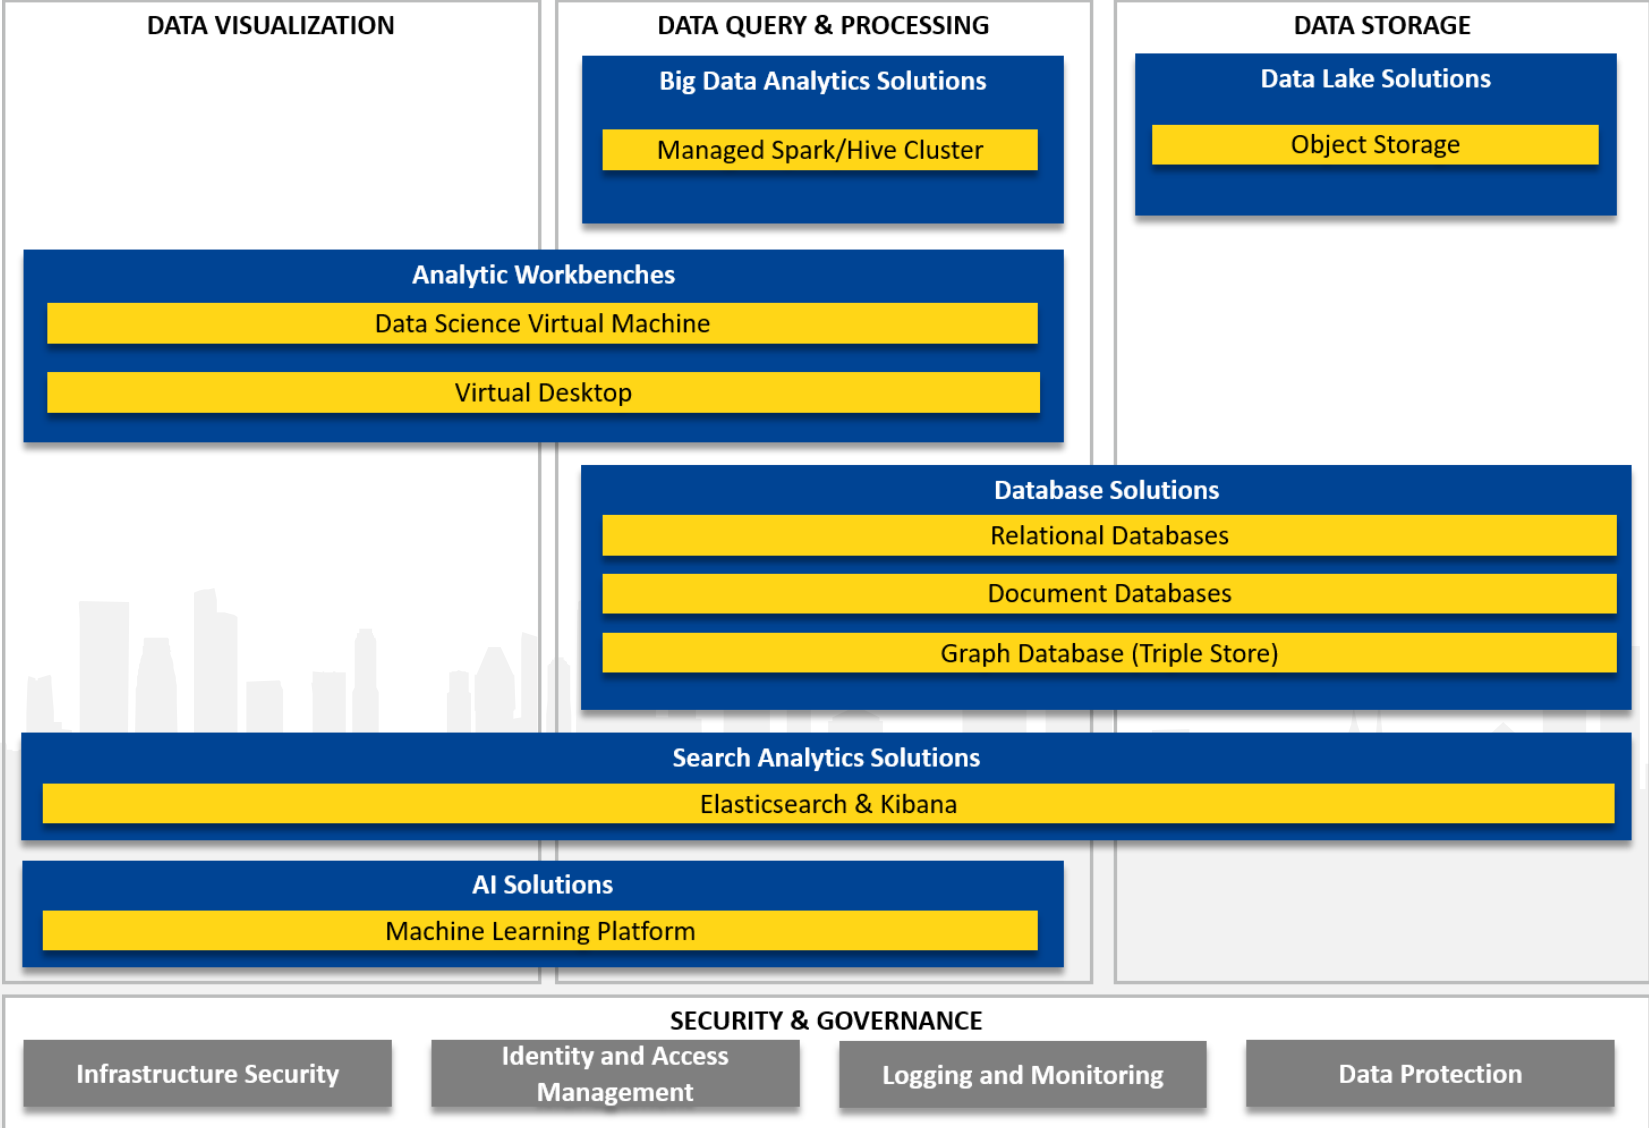 DATA VISUALIZATION
DATA QUERY & PROCESSING
DATA STORAGE
Big Data Analytics Solutions
Managed Spark/Hive Cluster
Data Lake Solutions
Object Storage
Analytic Workbenches
Data Science Virtual Machine
Virtual Desktop
Database Solutions
Relational Databases
Document Databases
Graph Database (Triple Store)
Search Analytics Solutions
Elasticsearch & Kibana
AI Solutions
Machine Learning Platform
SECURITY & GOVERNANCE
Infrastructure Security
Identity and Access
Management
Logging and Monitoring
Data Protection